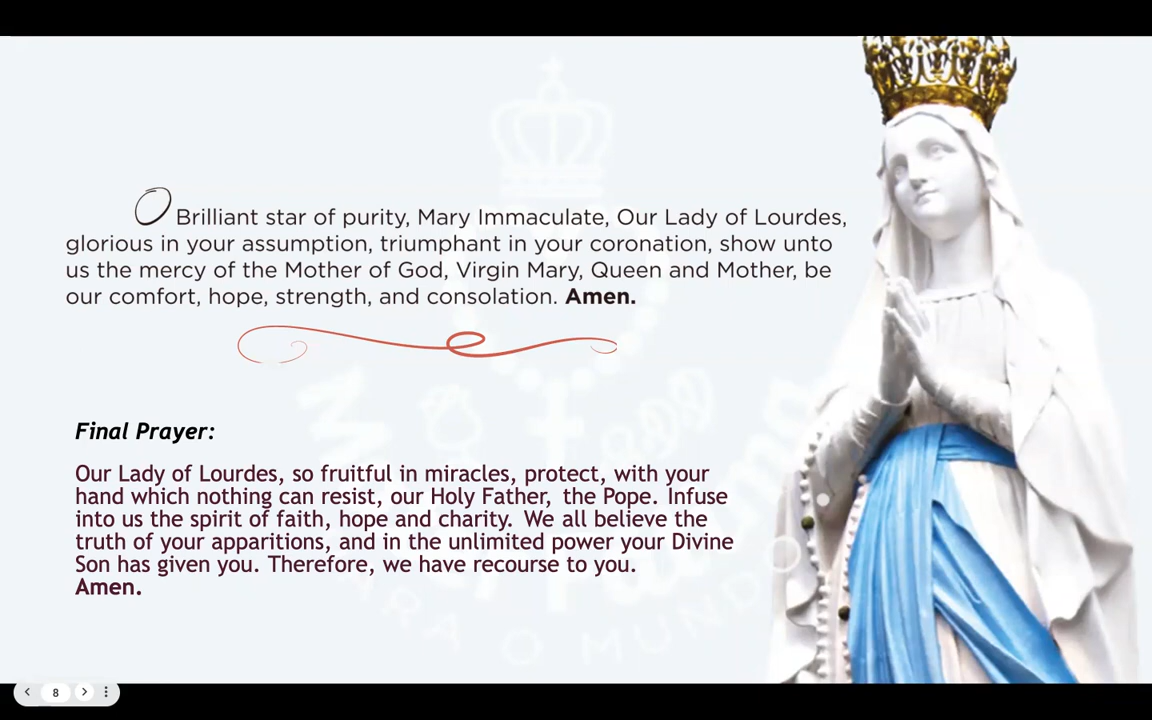 O Brilliant star of purity, Mary Immaculate, Our Lady of Lourdes,
glorious in your assumption, triumphant in your coronation, show unto
us the mercy of the Mother of God, Virgin Mary, Queen and Mother, be
our comfort, hope, strength, and consolation. Amen.
Final Prayer:
Our Lady of Lourdes, so fruitful in miracles, protect, with your
hand which nothing can resist, our Holy Father, the Pope. Infuse
into us the spirit of faith, hope and charity. We all believe the
truth of your apparitions, and in the unlimited power your Divine
Son has given you. Therefore, we have recourse to you.
Amen.
ARA O MUNDO
8